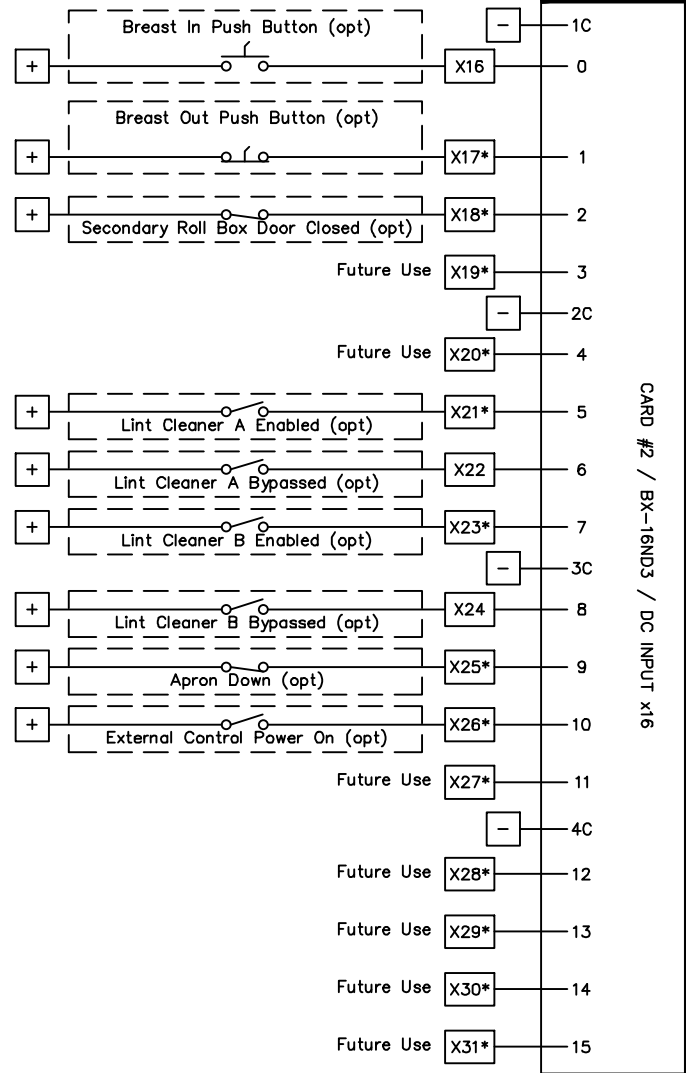 Breast In Push Button (opt)
− 1C
+ X16 0
Breast Out Push Button (opt)
+ X17* 1
+ X18* 2
Secondary Roll Box Door Closed (opt)
Future Use X19* 3
− 2C
Future Use X20* 4
+ X21* 5
Lint Cleaner A Enabled (opt)
+ X22 6
Lint Cleaner A Bypassed (opt)
+ X23* 7
Lint Cleaner B Enabled (opt)
− 3C
+ X24 8
Lint Cleaner B Bypassed (opt)
+ X25* 9
Apron Down (opt)
+ X26* 10
External Control Power On (opt)
Future Use X27* 11
− 4C
Future Use X28* 12
Future Use X29* 13
Future Use X30* 14
Future Use X31* 15
CARD #2 / BX-16ND3 / DC INPUT x16